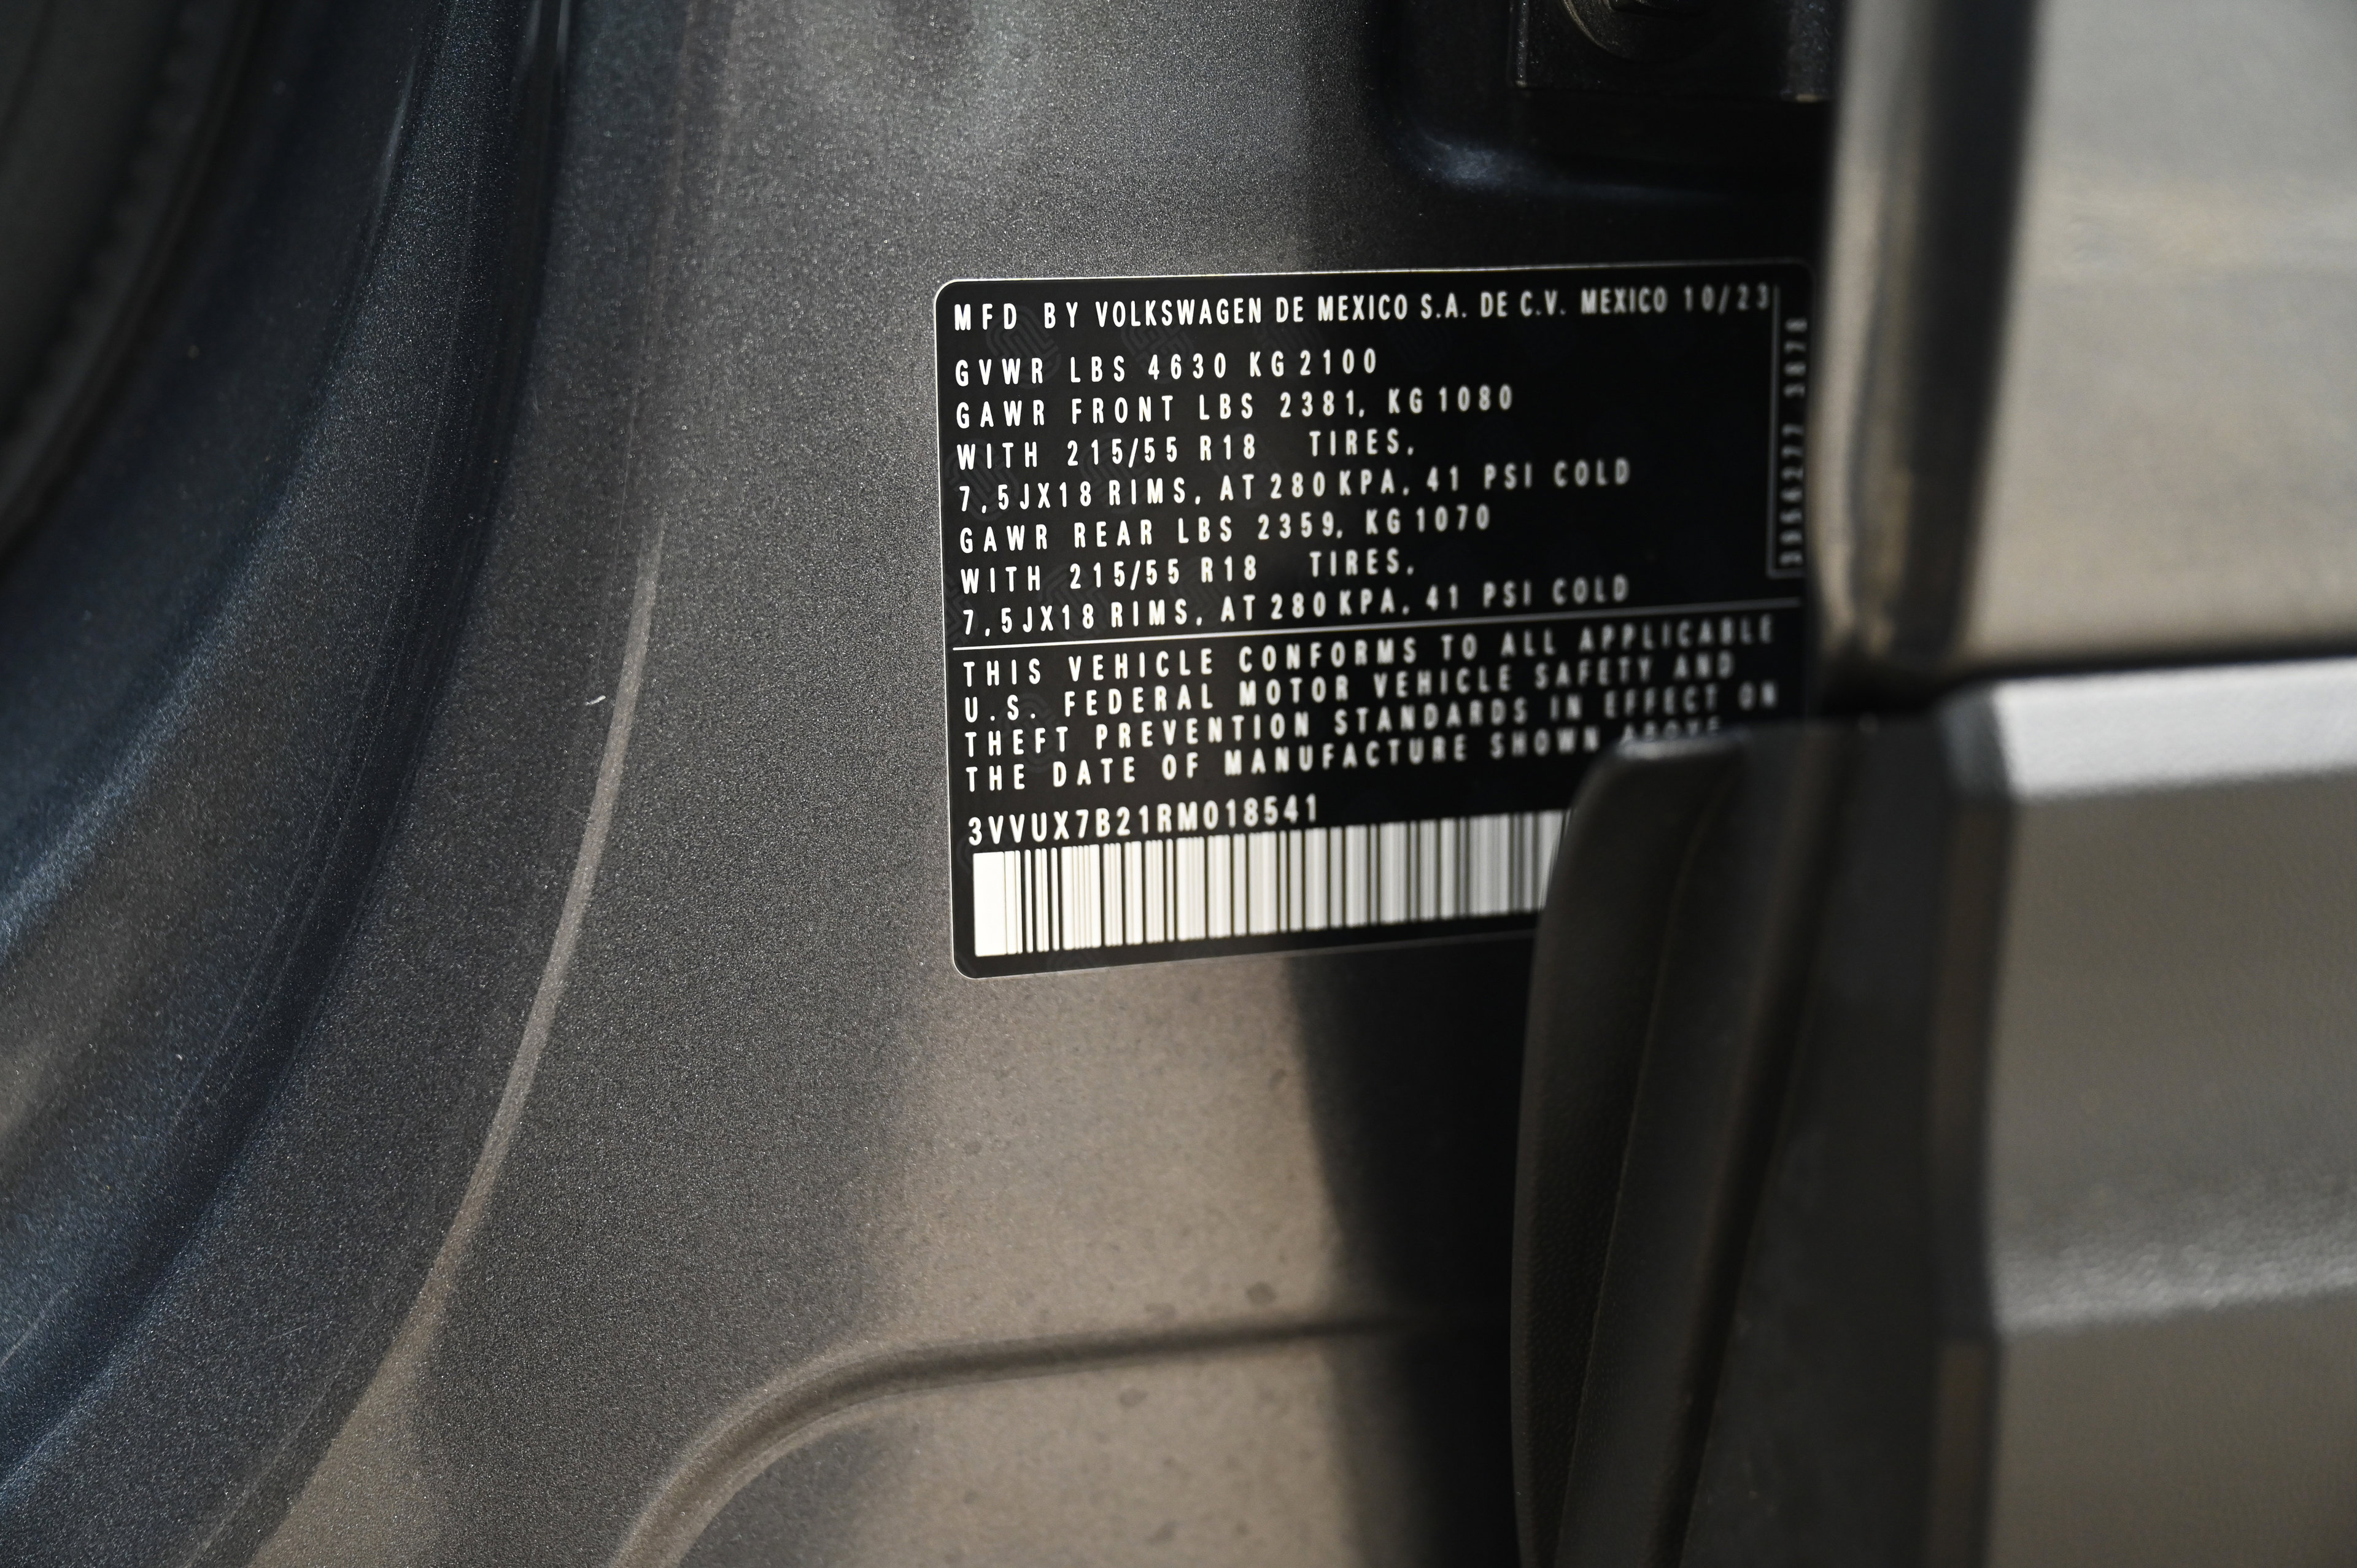 MFD BY VOLKSWAGEN DE MEXICO S.A. DE C.V. MEXICO 10/23
GVWR LBS 4630 KG 2100
GAWR FRONT LBS 2381, KG 1080
WITH 215/55 R18 TIRES,
7,5JX18 RIMS, AT 280 KPA, 41 PSI COLD
GAWR REAR LBS 2359, KG 1070
WITH 215/55 R18 TIRES,
7,5JX18 RIMS, AT 280 KPA, 41 PSI COLD
THIS VEHICLE CONFORMS TO ALL APPLICABLE
U.S. FEDERAL MOTOR VEHICLE SAFETY AND
THEFT PREVENTION STANDARDS IN EFFECT ON
THE DATE OF MANUFACTURE SHOWN ABOVE
3VVUX7B21RM018541